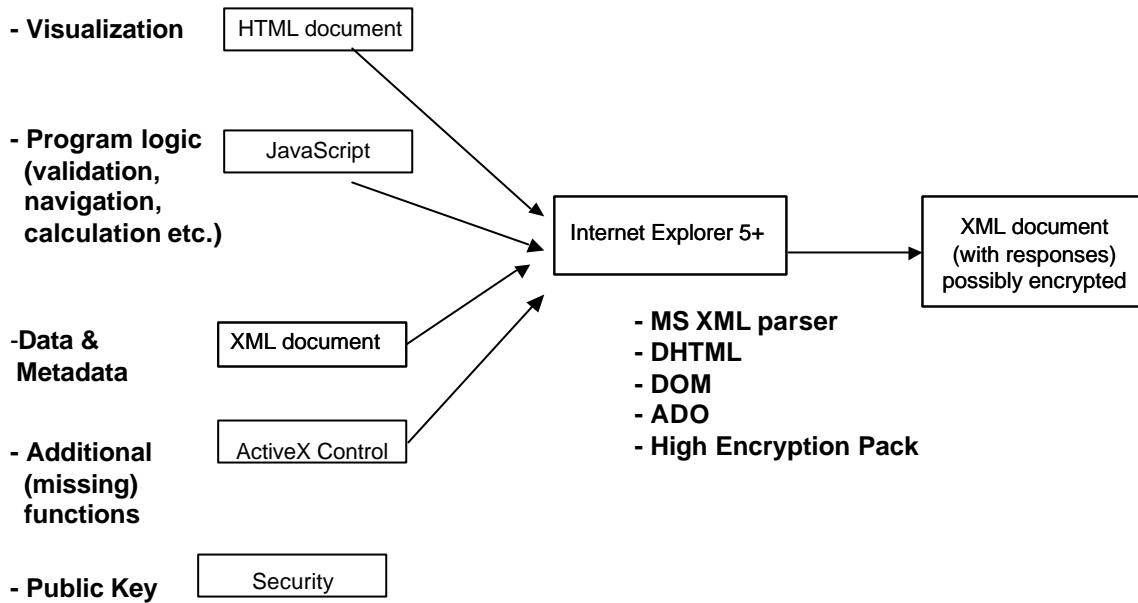 - Visualization
HTML document
- Program logic
(validation,
navigation,
calculation etc.)
JavaScript
-Data &
Metadata
XML document
- Additional
(missing)
functions
ActiveX Control
- Public Key
Security
Internet Explorer 5+
- MS XML parser
- DHTML
- DOM
- ADO
- High Encryption Pack
XML document
(with responses)
possibly encrypted